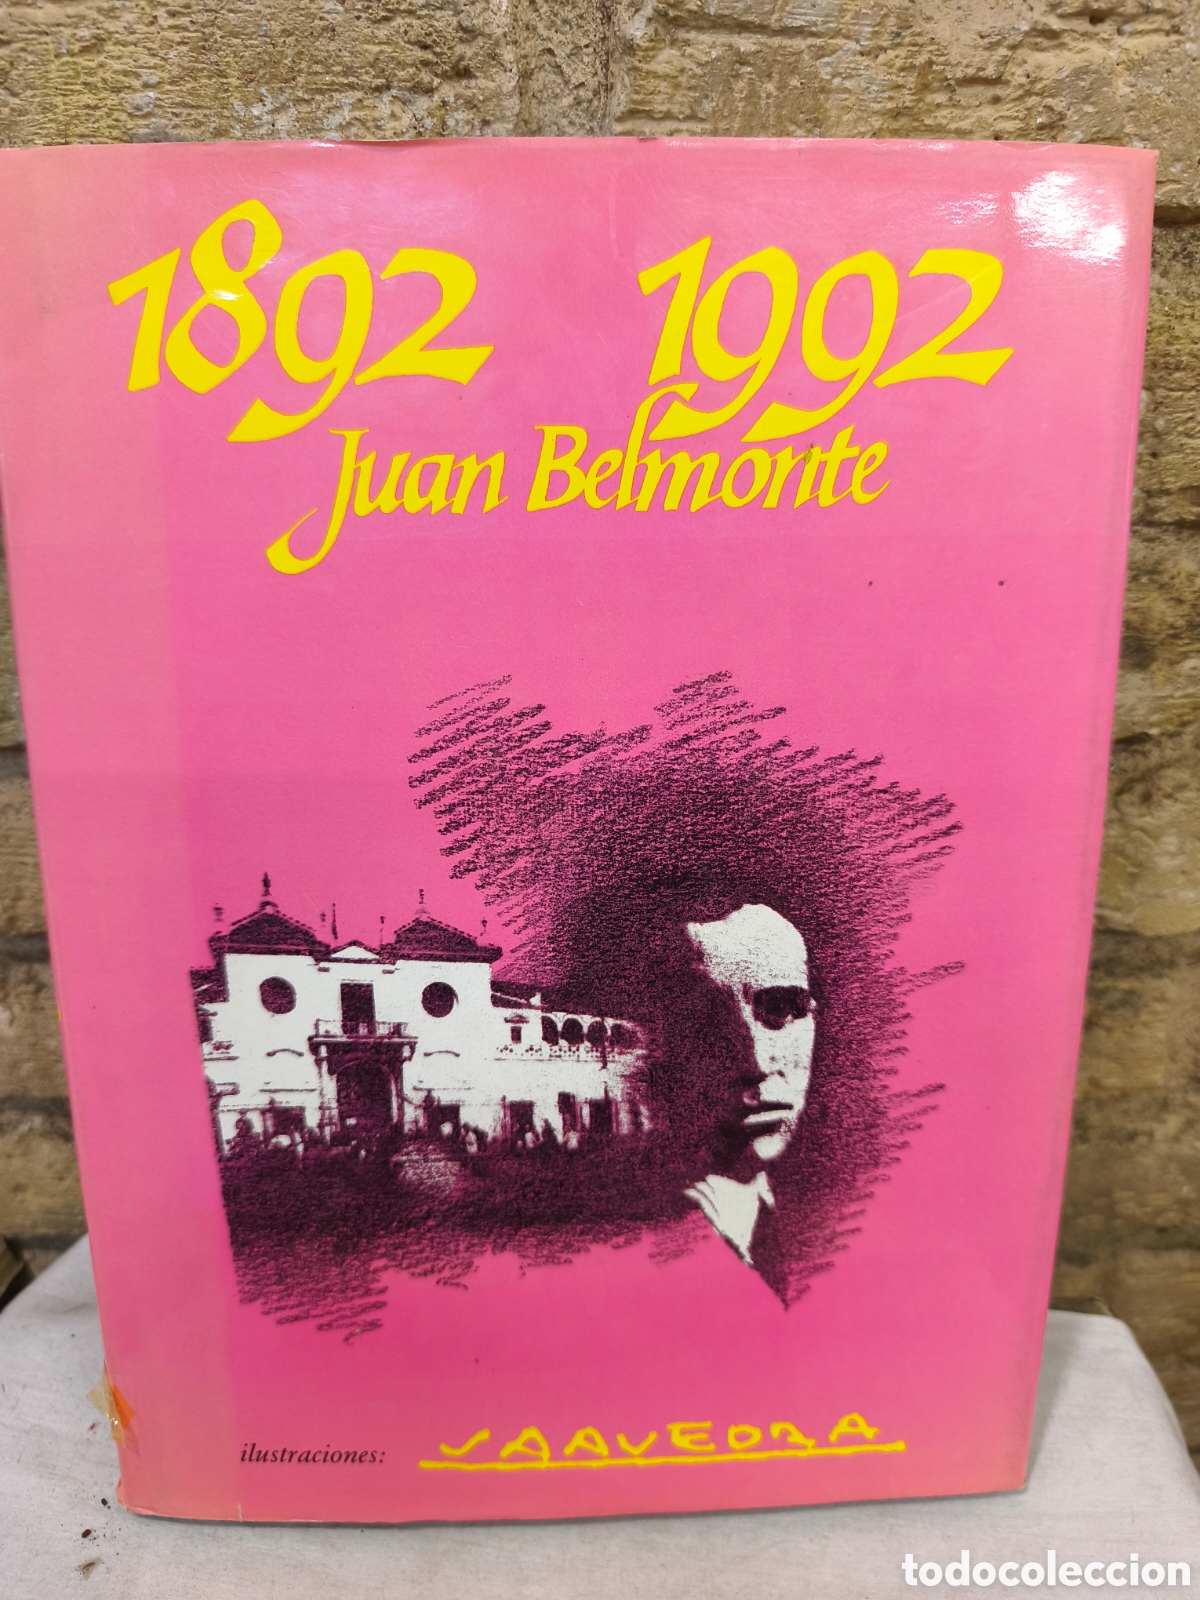 1892 1992
Juan Belmonte
ilustraciones: SAAVEDRA
todocoleccion